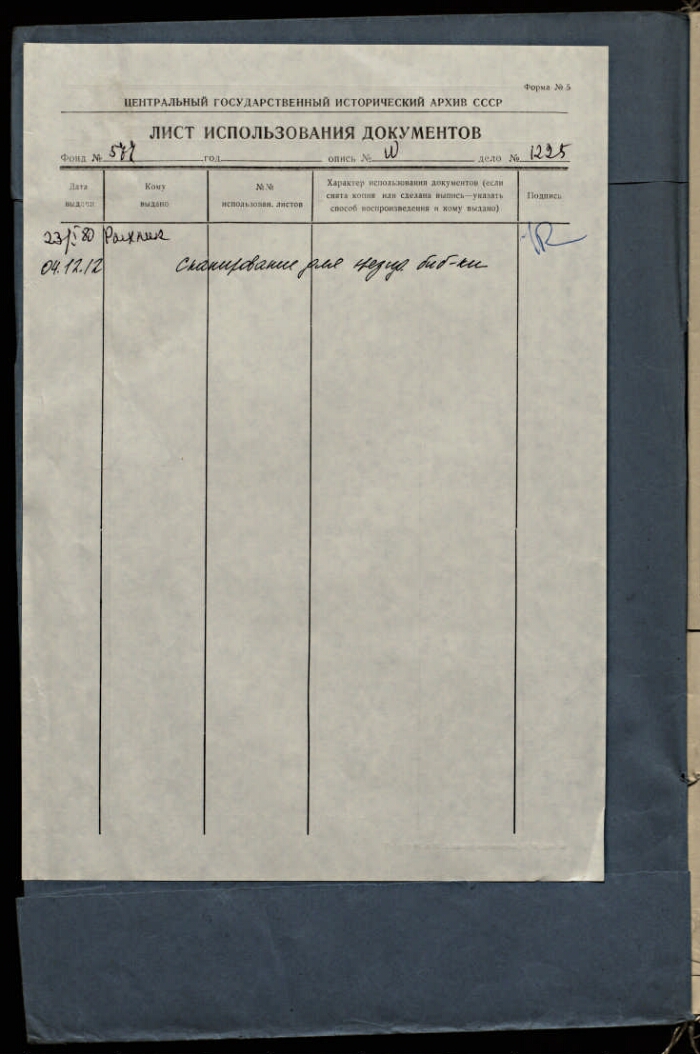 Форма № 5
ЦЕНТРАЛЬНЫЙ ГОСУДАРСТВЕННЫЙ ИСТОРИЧЕСКИЙ АРХИВ СССР
ЛИСТ ИСПОЛЬЗОВАНИЯ ДОКУМЕНТОВ
Фонд № 577 год опись № дело № 1225
Дата выдачи
Кому выдано
№№ использован. листов
Характер использования документов (если снята копия или сделана выпись—указать способ воспроизведения и кому выдано)
Подпись
23/I 80
04.12.12 Сканирование для през. биб-ки